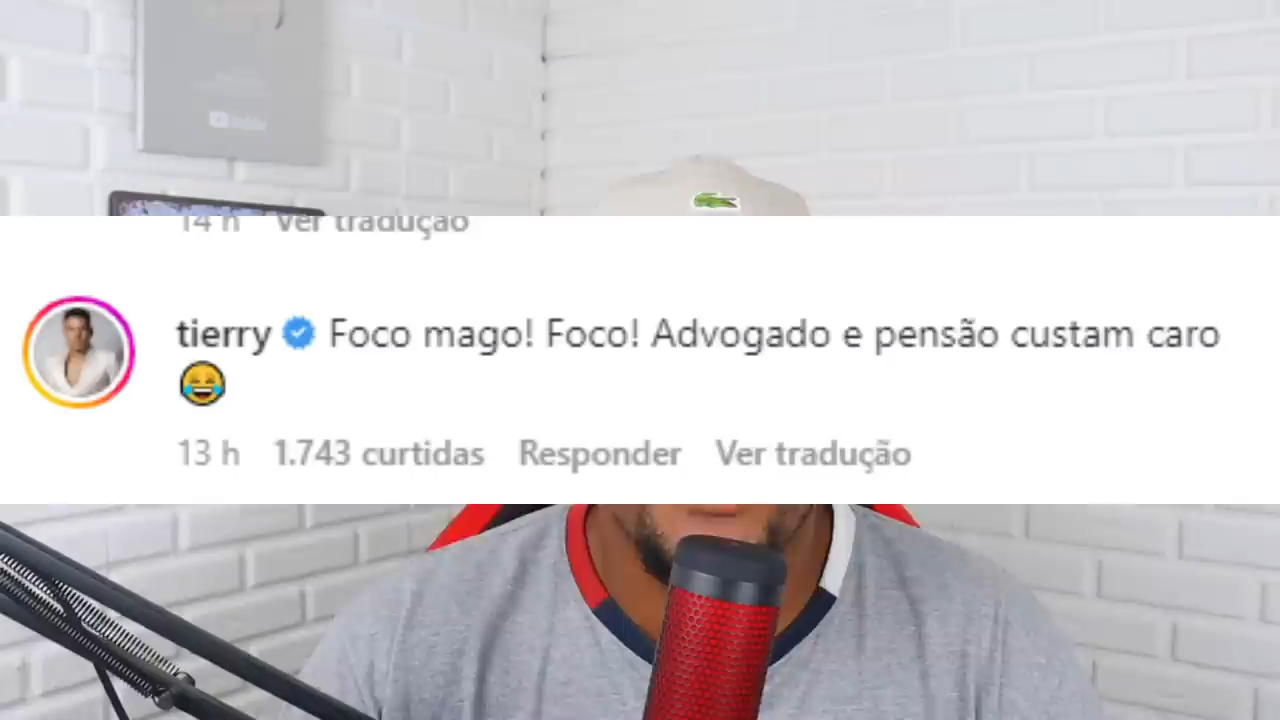 14 h Ver tradução
tierry Foco mago! Foco! Advogado e pensão custam caro
😂
13 h 1.743 curtidas Responder Ver tradução